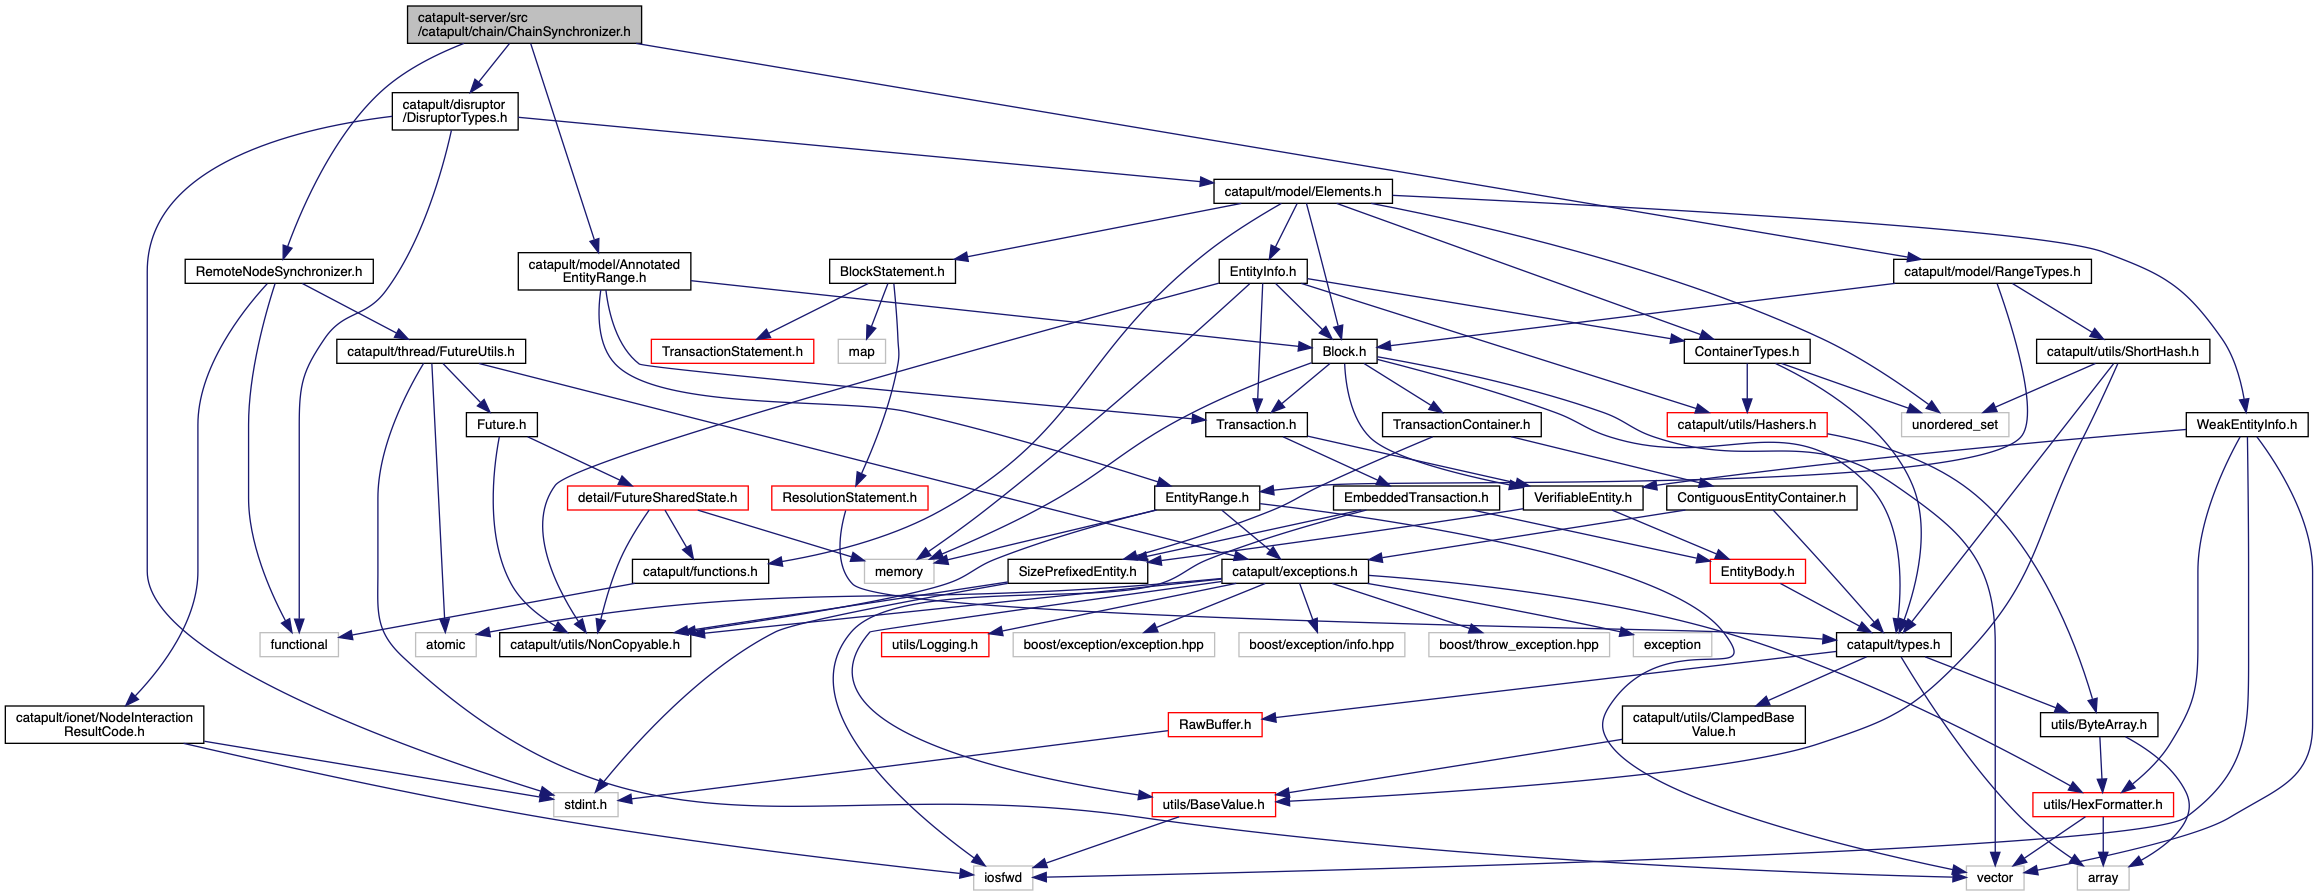 catapult-server/src
/catapult/chain/ChainSynchronizer.h
catapult/disruptor
/DisruptorTypes.h
catapult/model/Elements.h
RemoteNodeSynchronizer.h
catapult/model/Annotated
EntityRange.h
BlockStatement.h
EntityInfo.h
catapult/model/RangeTypes.h
catapult/thread/FutureUtils.h
TransactionStatement.h
map
Block.h
ContainerTypes.h
catapult/utils/ShortHash.h
Future.h
Transaction.h
TransactionContainer.h
catapult/utils/Hashers.h
unordered_set
WeakEntityInfo.h
detail/FutureSharedState.h
ResolutionStatement.h
EntityRange.h
EmbeddedTransaction.h
VerifiableEntity.h
ContiguousEntityContainer.h
catapult/functions.h
memory
SizePrefixedEntity.h
catapult/exceptions.h
EntityBody.h
functional
atomic
catapult/utils/NonCopyable.h
utils/Logging.h
boost/exception/exception.hpp
boost/exception/info.hpp
boost/throw_exception.hpp
exception
catapult/types.h
catapult/ionet/NodeInteraction
ResultCode.h
RawBuffer.h
catapult/utils/ClampedBase
Value.h
utils/ByteArray.h
stdint.h
utils/BaseValue.h
utils/HexFormatter.h
iosfwd
vector
array